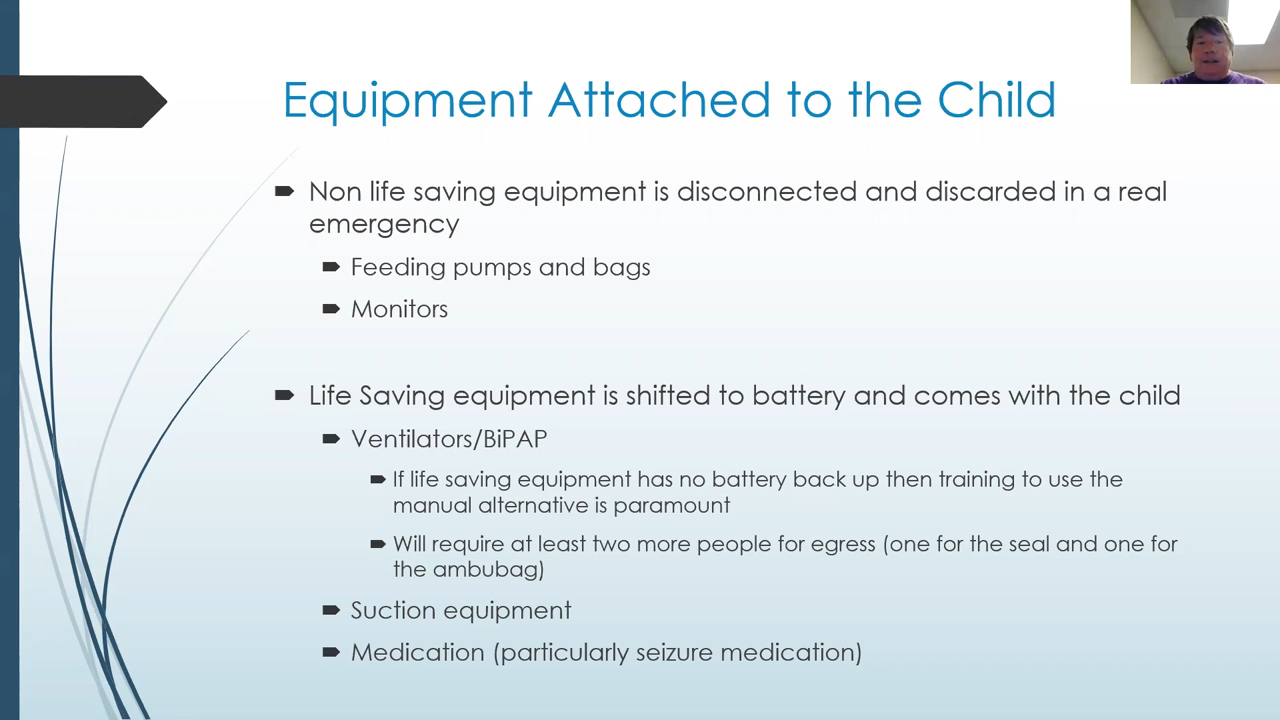 Equipment Attached to the Child
Non life saving equipment is disconnected and discarded in a real
emergency
Feeding pumps and bags
Monitors
Life Saving equipment is shifted to battery and comes with the child
Ventilators/BiPAP
If life saving equipment has no battery back up then training to use the
manual alternative is paramount
Will require at least two more people for egress (one for the seal and one for
the ambubag)
Suction equipment
Medication (particularly seizure medication)